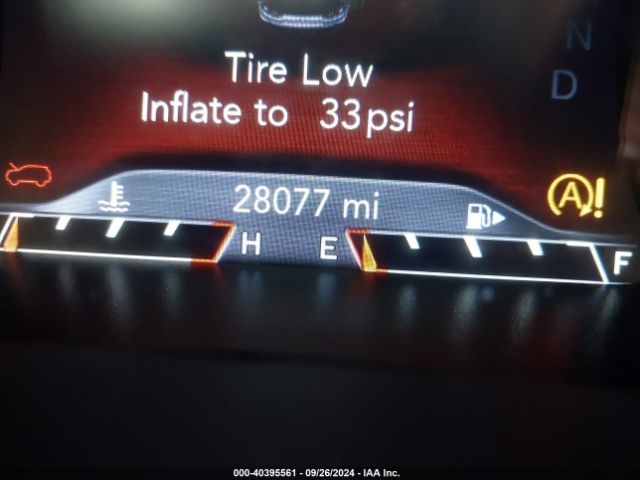 Tire Low
Inflate to 33psi
N
D
28077 mi
A!
H E
F
000-40395561 - 09/26/2024 - IAA Inc.